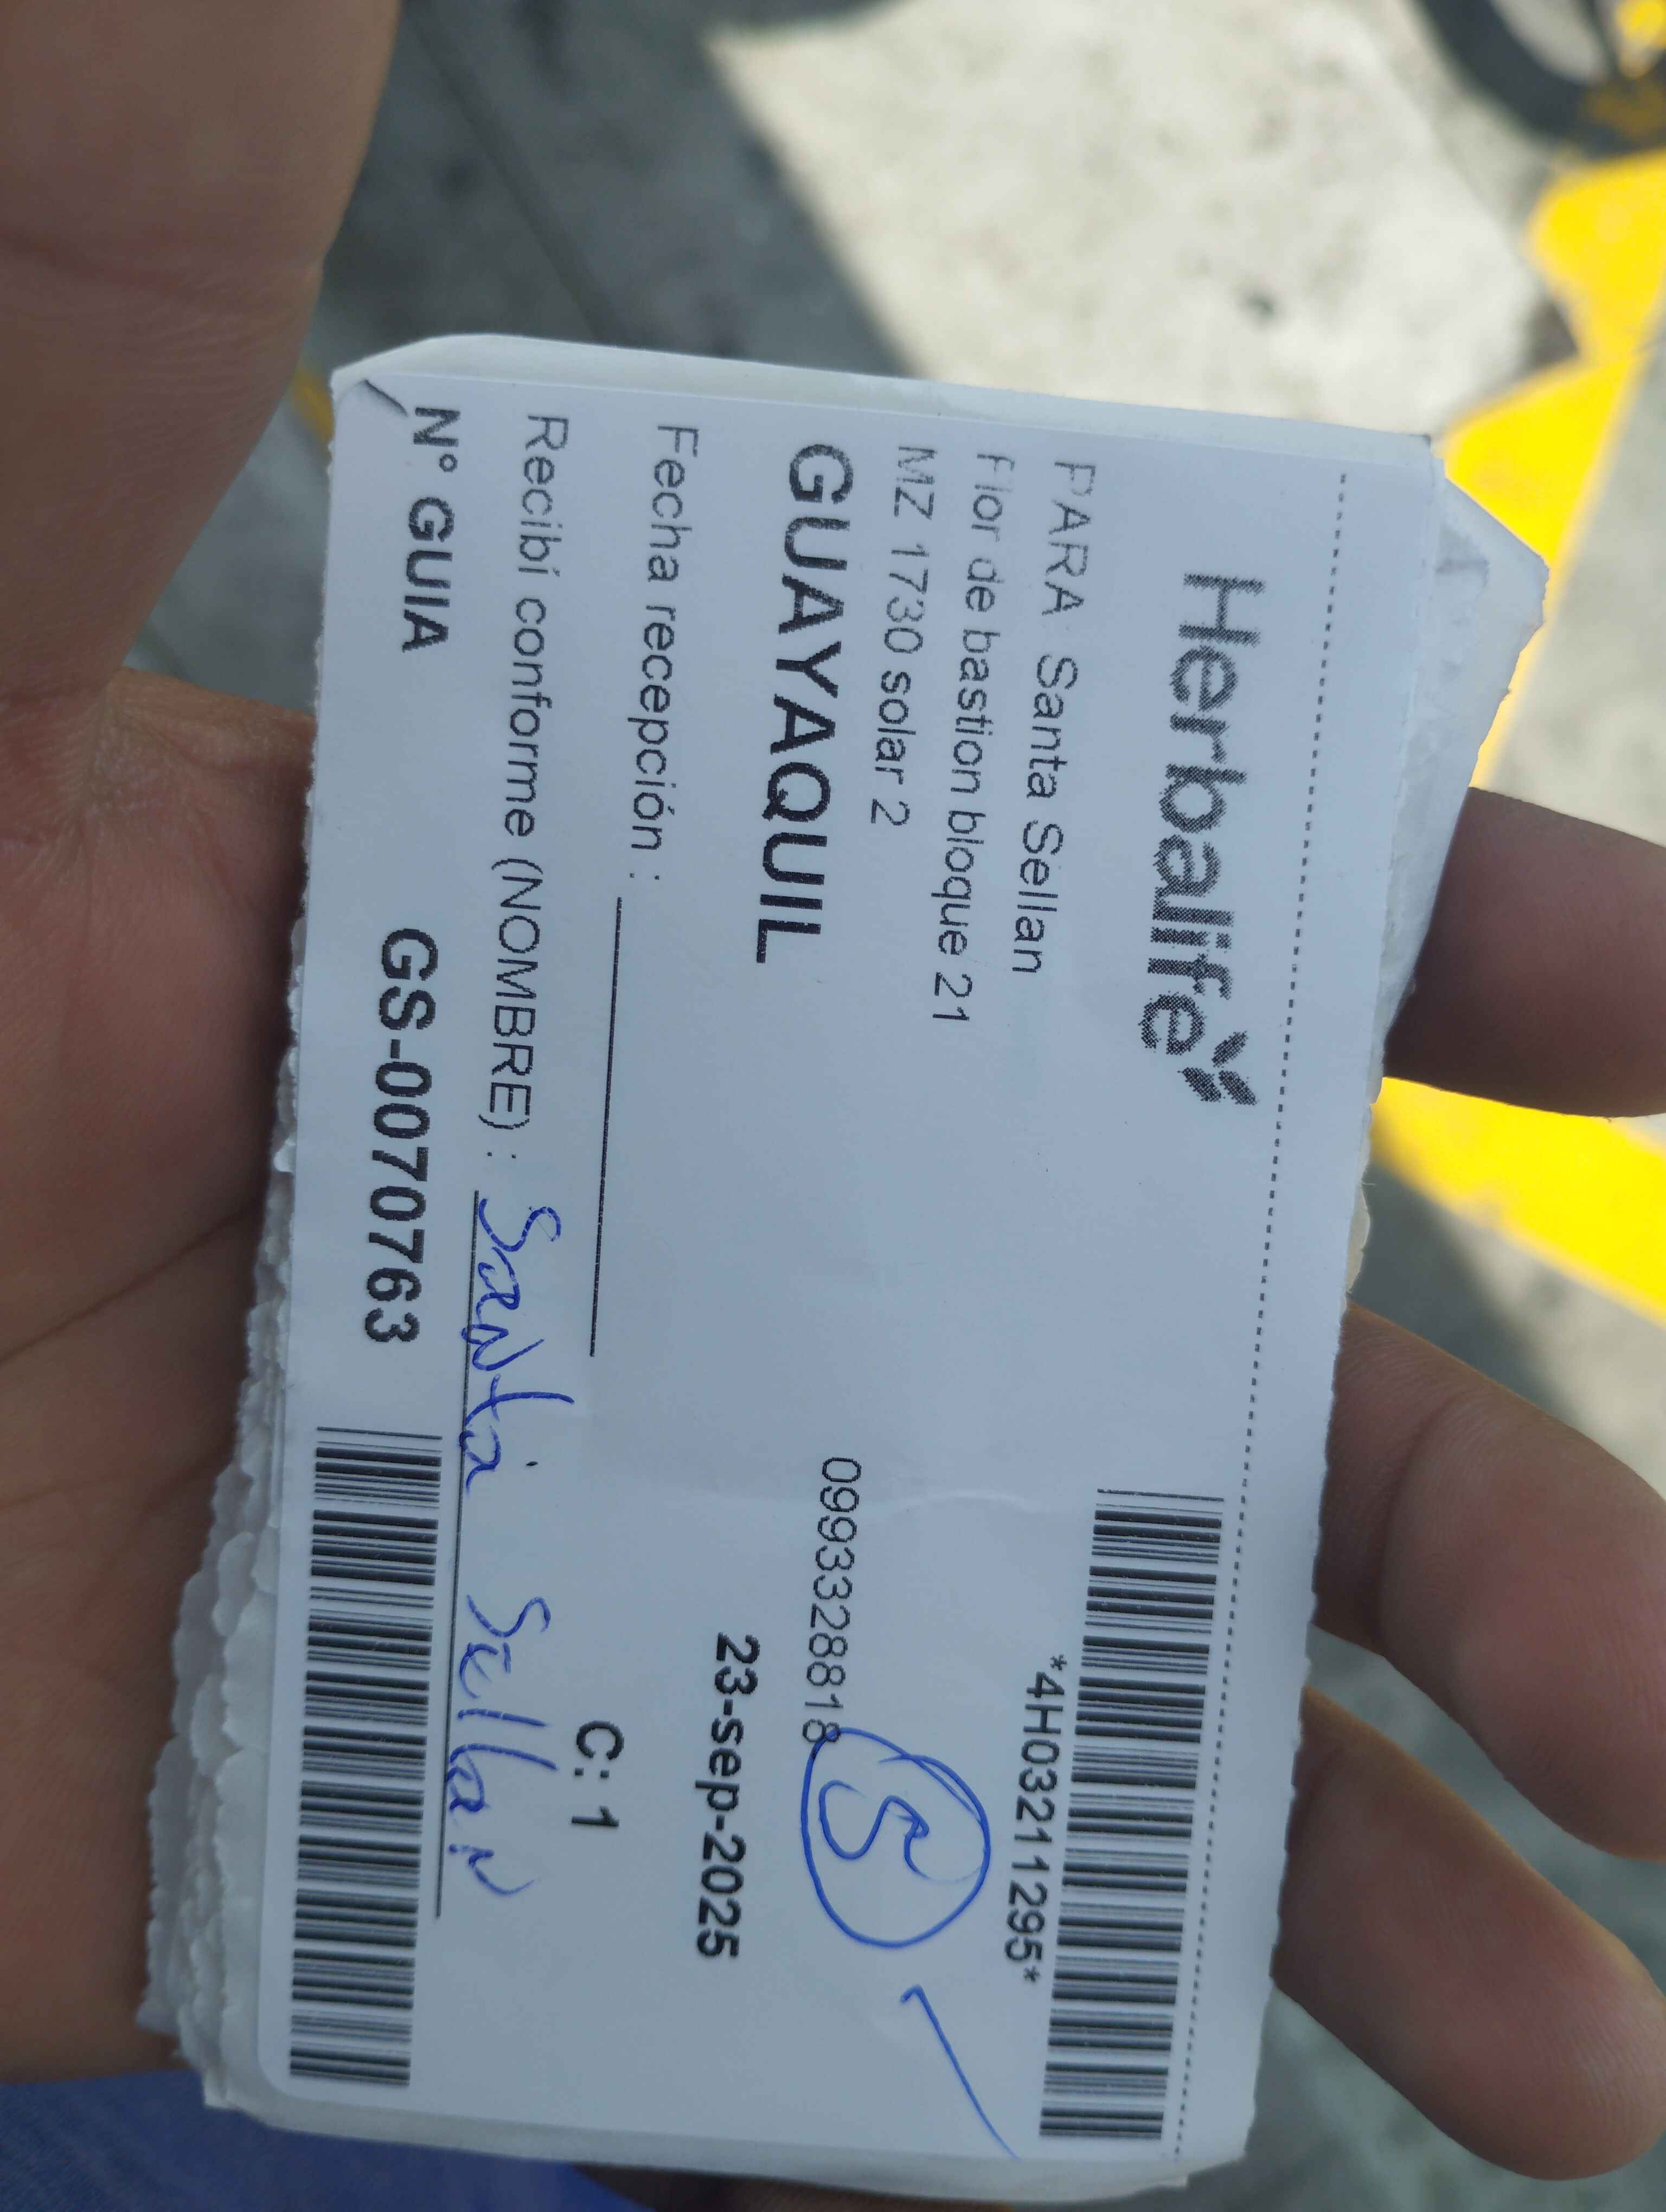 Herbalife
*4H03211295*
PARA Santa Sellan
Flor de bastion bloque 21
MZ 1730 solar 2
0993328818
GUAYAQUIL
23-sep-2025
Fecha recepción :
C: 1
Recibí conforme (NOMBRE) : Santa Sellan
N° GUIA GS-0070763